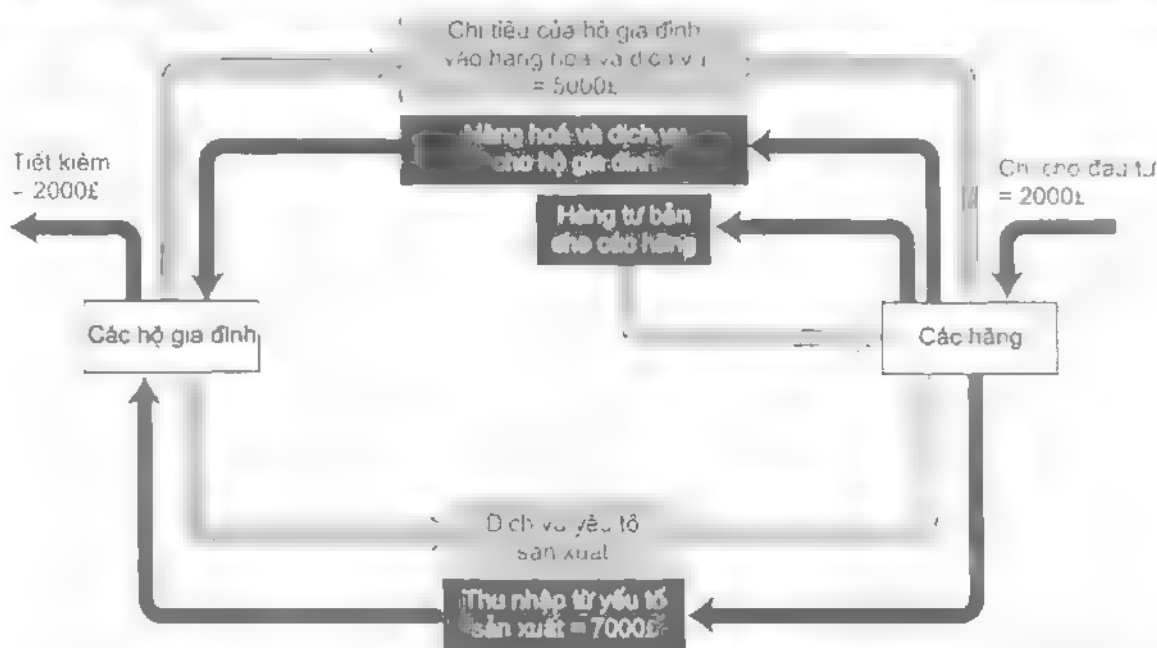 Chi tiêu của hộ gia đình
vào hàng hoá và dịch vụ
= 5000£
Hàng hoá và dịch vụ
cho hộ gia đình
Tiết kiệm
= 2000£
Chi cho đầu tư
= 2000£
Hàng tư bản
cho các hãng
Các hộ gia đình
Các hãng
Dịch vụ yếu tố
sản xuất
Thu nhập từ yếu tố
sản xuất = 7000£